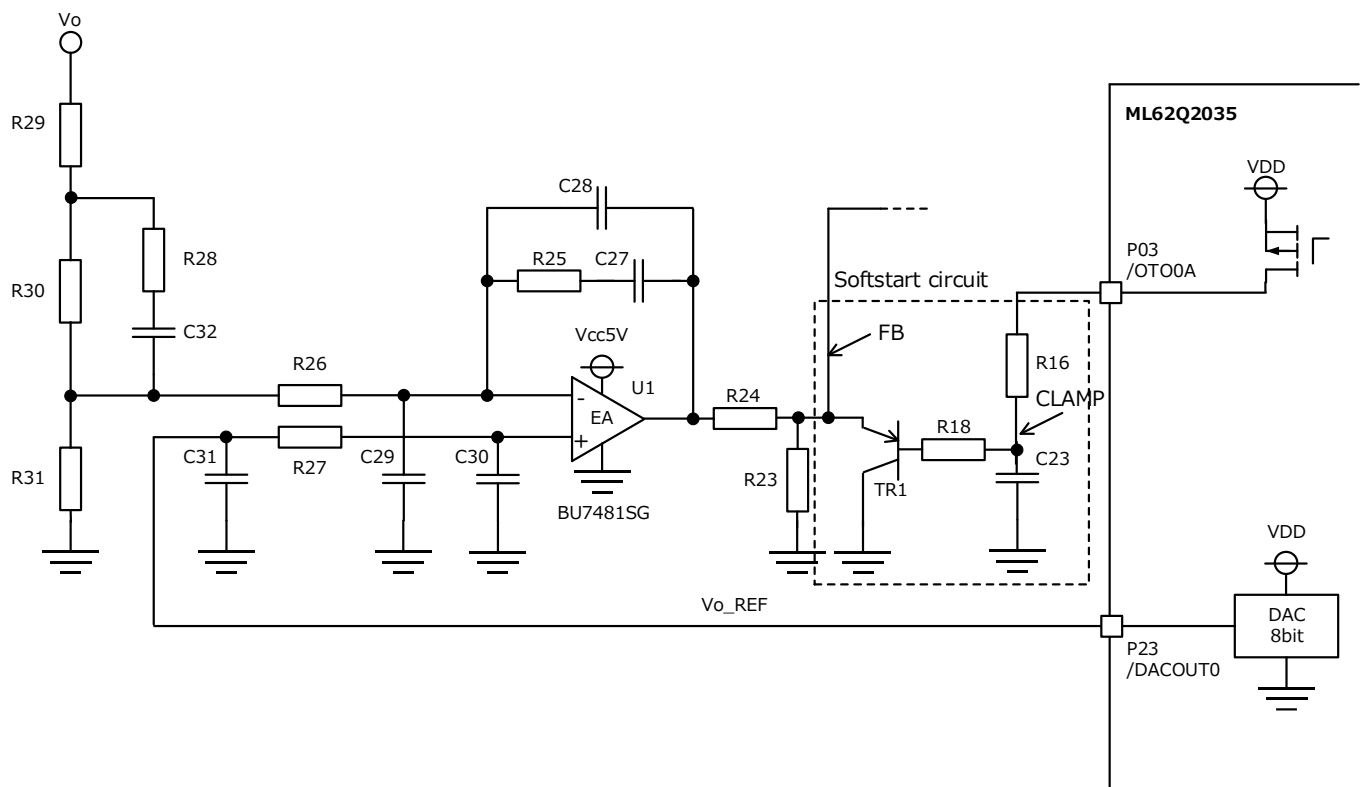 Vo
R29
ML62Q2035
VDD
C28
R28
R25
C27
P03
/OTO0A
R30
Softstart circuit
C32
Vcc5V
FB
R16
R26
U1
CLAMP
-
EA
R24
R18
+
C31
R27
C29
C30
C23
R31
R23
TR1
BU7481SG
VDD
Vo_REF
DAC
8bit
P23
/DACOUT0